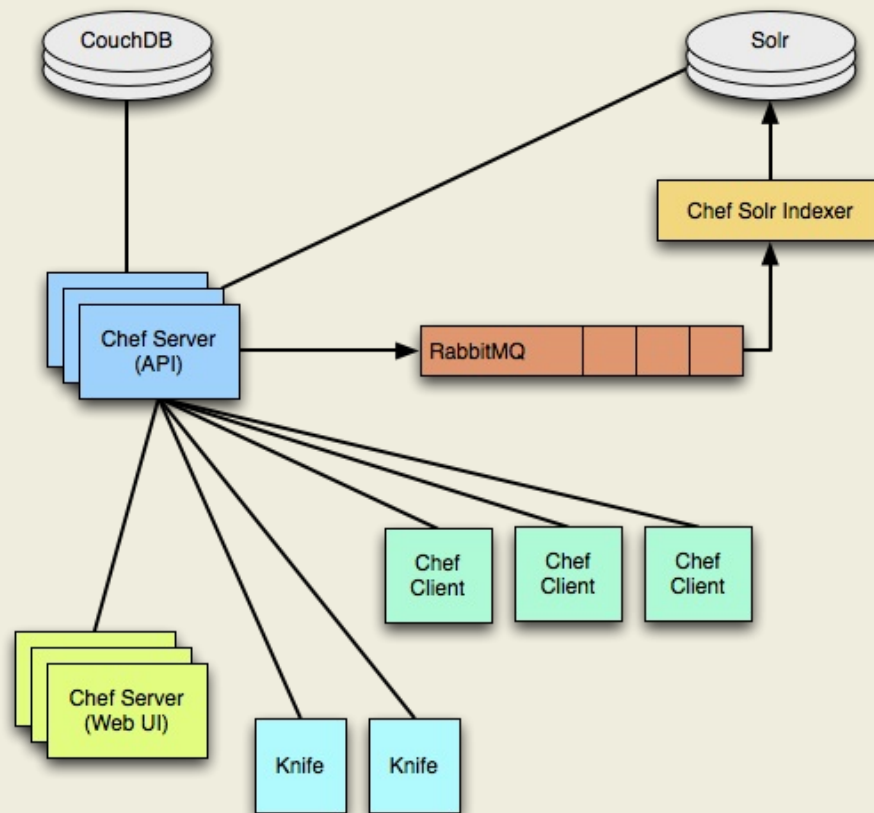 CouchDB
Solr
Chef Solr Indexer
Chef Server
(API)
RabbitMQ
Chef
Client
Chef
Client
Chef
Client
Chef Server
(Web UI)
Knife
Knife